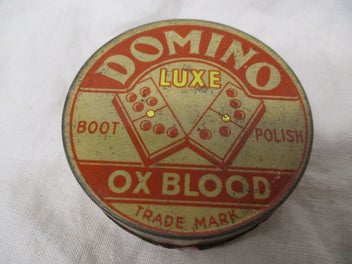 DOMINO
LUXE
BOOT POLISH
OX BLOOD
TRADE MARK